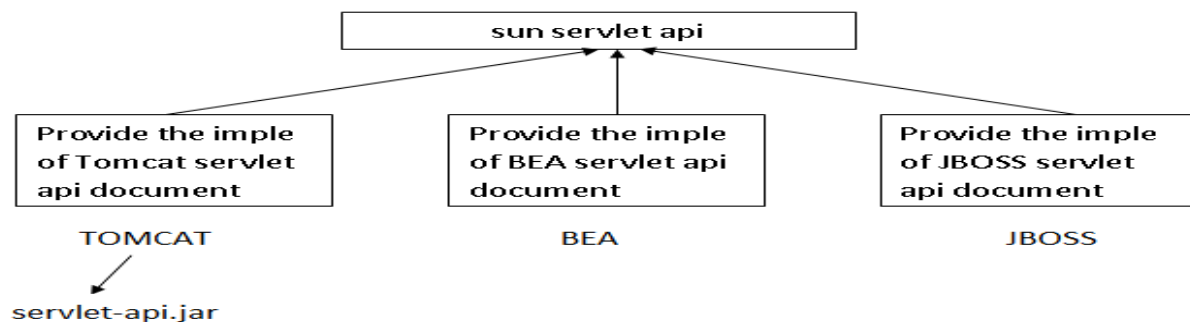 sun servlet api
Provide the imple
of Tomcat servlet
api document
Provide the imple
of BEA servlet api
document
Provide the imple
of JBOSS servlet
api document
TOMCAT
BEA
JBOSS
servlet-api.jar